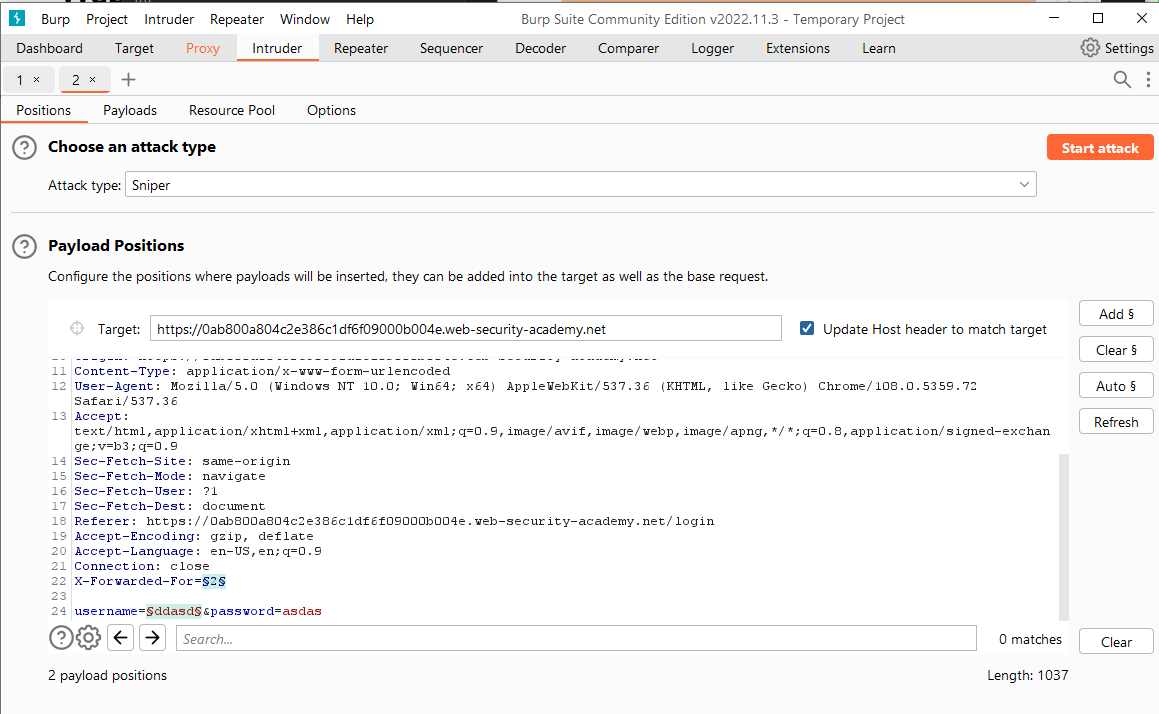 Burp Project Intruder Repeater Window Help Burp Suite Community Edition v2022.11.3 - Temporary Project
Dashboard Target Proxy Intruder Repeater Sequencer Decoder Comparer Logger Extensions Learn Settings
1 × 2 ×
Positions Payloads Resource Pool Options
Choose an attack type Start attack
Attack type: Sniper
Payload Positions
Configure the positions where payloads will be inserted, they can be added into the target as well as the base request.
Add §
Target: https://0ab800a804c2e386c1df6f09000b004e.web-security-academy.net Update Host header to match target
Clear §
11 Content-Type: application/x-www-form-urlencoded
12 User-Agent: Mozilla/5.0 (Windows NT 10.0; Win64; x64) AppleWebKit/537.36 (KHTML, like Gecko) Chrome/108.0.5359.72
Auto §
Safari/537.36
13 Accept:
Refresh
text/html,application/xhtml+xml,application/xml;q=0.9,image/avif,image/webp,image/apng,*/*;q=0.8,application/signed-exchan
ge;v=b3;q=0.9
14 Sec-Fetch-Site: same-origin
15 Sec-Fetch-Mode: navigate
16 Sec-Fetch-User: ?1
17 Sec-Fetch-Dest: document
18 Referer: https://0ab800a804c2e386c1df6f09000b004e.web-security-academy.net/login
19 Accept-Encoding: gzip, deflate
20 Accept-Language: en-US,en;q=0.9
21 Connection: close
22 X-Forwarded-For=§2§
23
24 username=§ddasd§&password=asdas
Search... 0 matches Clear
2 payload positions Length: 1037